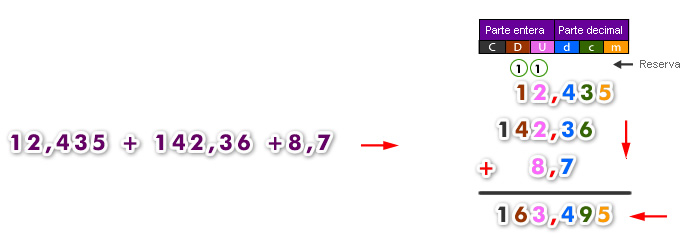 Parte entera Parte decimal
C D U d c m
1 1 Reserva
12,435
142,36
12,435 + 142,36 +8,7
+ 8,7
163,495